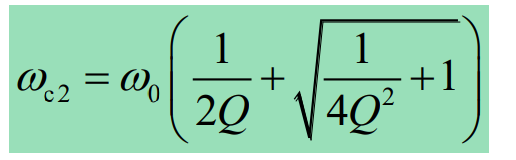 ω_c2 = ω_0 ( 1/(2Q) + √( 1/(4Q²) + 1 ) )